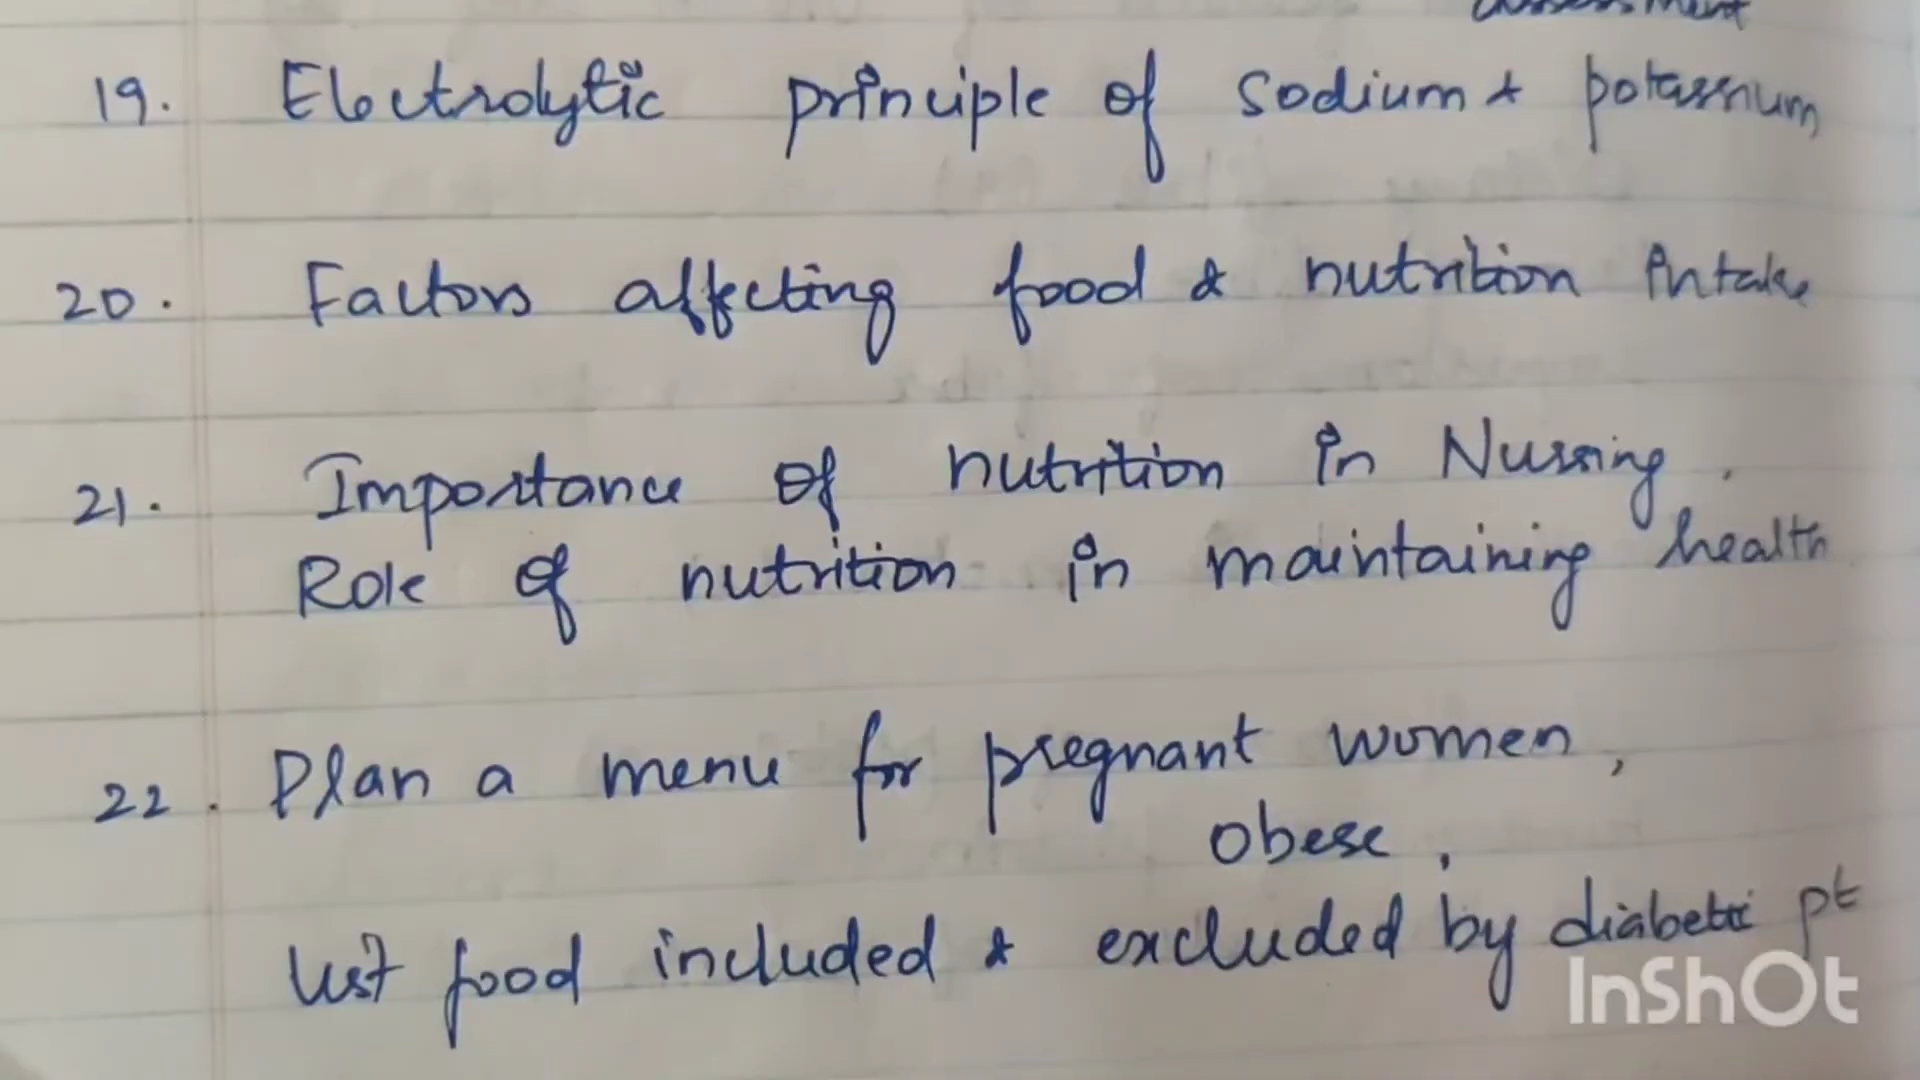 assessment
19. Electrolytic principle of sodium & potassium
20. Factors affecting food & nutrition intake
21. Importance of nutrition in Nursing.
Role of nutrition in maintaining health
22. Plan a menu for pregnant women,
obese,
list food included & excluded by diabetic pt
InShOt